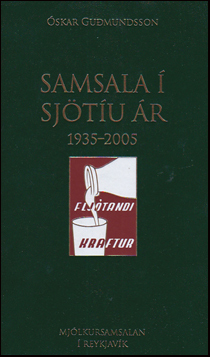 ÓSKAR GUÐMUNDSSON
SAMSALA Í
SJÖTÍU ÁR
1935-2005
FLJÓTANDI
KRAFTUR
MJÓLKURSAMSALAN
Í REYKJAVÍK